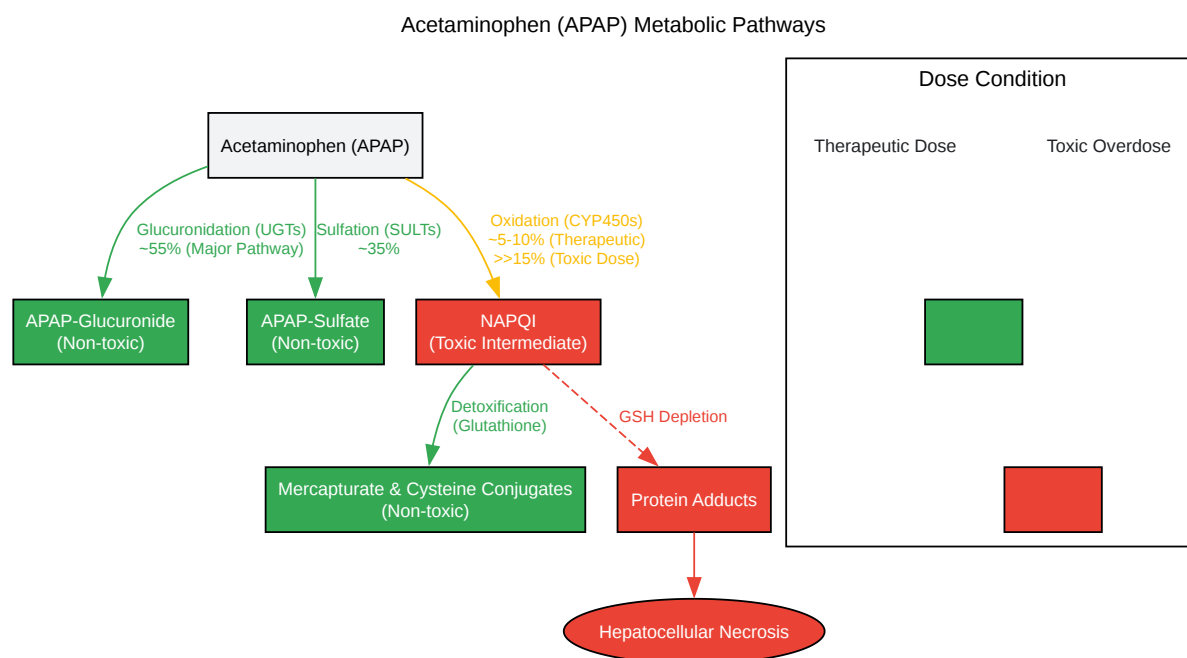 Acetaminophen (APAP) Metabolic Pathways
Dose Condition
Therapeutic Dose
Toxic Overdose
Acetaminophen (APAP)
Glucuronidation (UGTs)
~55% (Major Pathway)
Sulfation (SULTs)
~35%
Oxidation (CYP450s)
~5-10% (Therapeutic)
>>15% (Toxic Dose)
APAP-Glucuronide
(Non-toxic)
APAP-Sulfate
(Non-toxic)
NAPQI
(Toxic Intermediate)
Detoxification
(Glutathione)
GSH Depletion
Mercapturate & Cysteine Conjugates
(Non-toxic)
Protein Adducts
Hepatocellular Necrosis